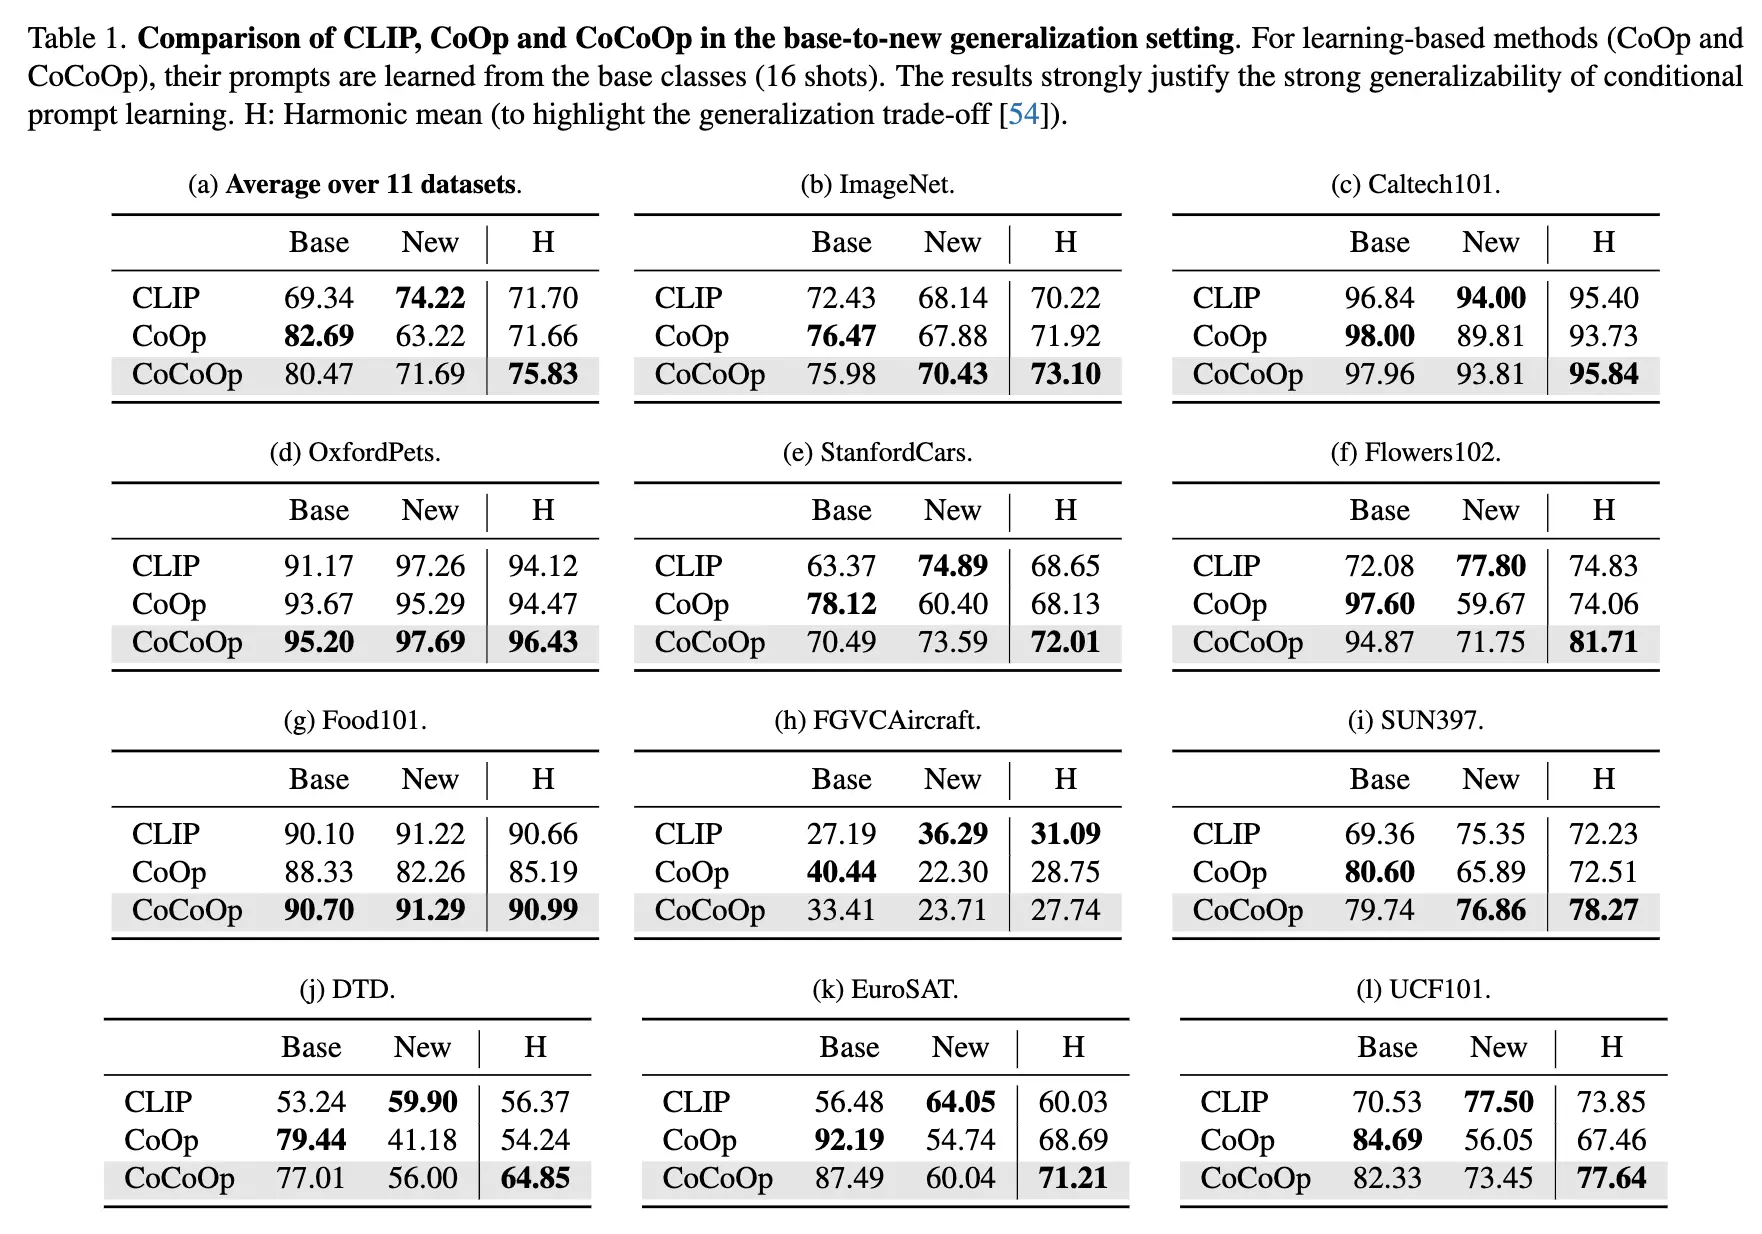 Table 1. Comparison of CLIP, CoOp and CoCoOp in the base-to-new generalization setting. For learning-based methods (CoOp and
CoCoOp), their prompts are learned from the base classes (16 shots). The results strongly justify the strong generalizability of conditional
prompt learning. H: Harmonic mean (to highlight the generalization trade-off [54]).
(a) Average over 11 datasets.
Base New H
CLIP 69.34 74.22 71.70
CoOp 82.69 63.22 71.66
CoCoOp 80.47 71.69 75.83
(b) ImageNet.
Base New H
CLIP 72.43 68.14 70.22
CoOp 76.47 67.88 71.92
CoCoOp 75.98 70.43 73.10
(c) Caltech101.
Base New H
CLIP 96.84 94.00 95.40
CoOp 98.00 89.81 93.73
CoCoOp 97.96 93.81 95.84
(d) OxfordPets.
Base New H
CLIP 91.17 97.26 94.12
CoOp 93.67 95.29 94.47
CoCoOp 95.20 97.69 96.43
(e) StanfordCars.
Base New H
CLIP 63.37 74.89 68.65
CoOp 78.12 60.40 68.13
CoCoOp 70.49 73.59 72.01
(f) Flowers102.
Base New H
CLIP 72.08 77.80 74.83
CoOp 97.60 59.67 74.06
CoCoOp 94.87 71.75 81.71
(g) Food101.
Base New H
CLIP 90.10 91.22 90.66
CoOp 88.33 82.26 85.19
CoCoOp 90.70 91.29 90.99
(h) FGVCAircraft.
Base New H
CLIP 27.19 36.29 31.09
CoOp 40.44 22.30 28.75
CoCoOp 33.41 23.71 27.74
(i) SUN397.
Base New H
CLIP 69.36 75.35 72.23
CoOp 80.60 65.89 72.51
CoCoOp 79.74 76.86 78.27
(j) DTD.
Base New H
CLIP 53.24 59.90 56.37
CoOp 79.44 41.18 54.24
CoCoOp 77.01 56.00 64.85
(k) EuroSAT.
Base New H
CLIP 56.48 64.05 60.03
CoOp 92.19 54.74 68.69
CoCoOp 87.49 60.04 71.21
(l) UCF101.
Base New H
CLIP 70.53 77.50 73.85
CoOp 84.69 56.05 67.46
CoCoOp 82.33 73.45 77.64